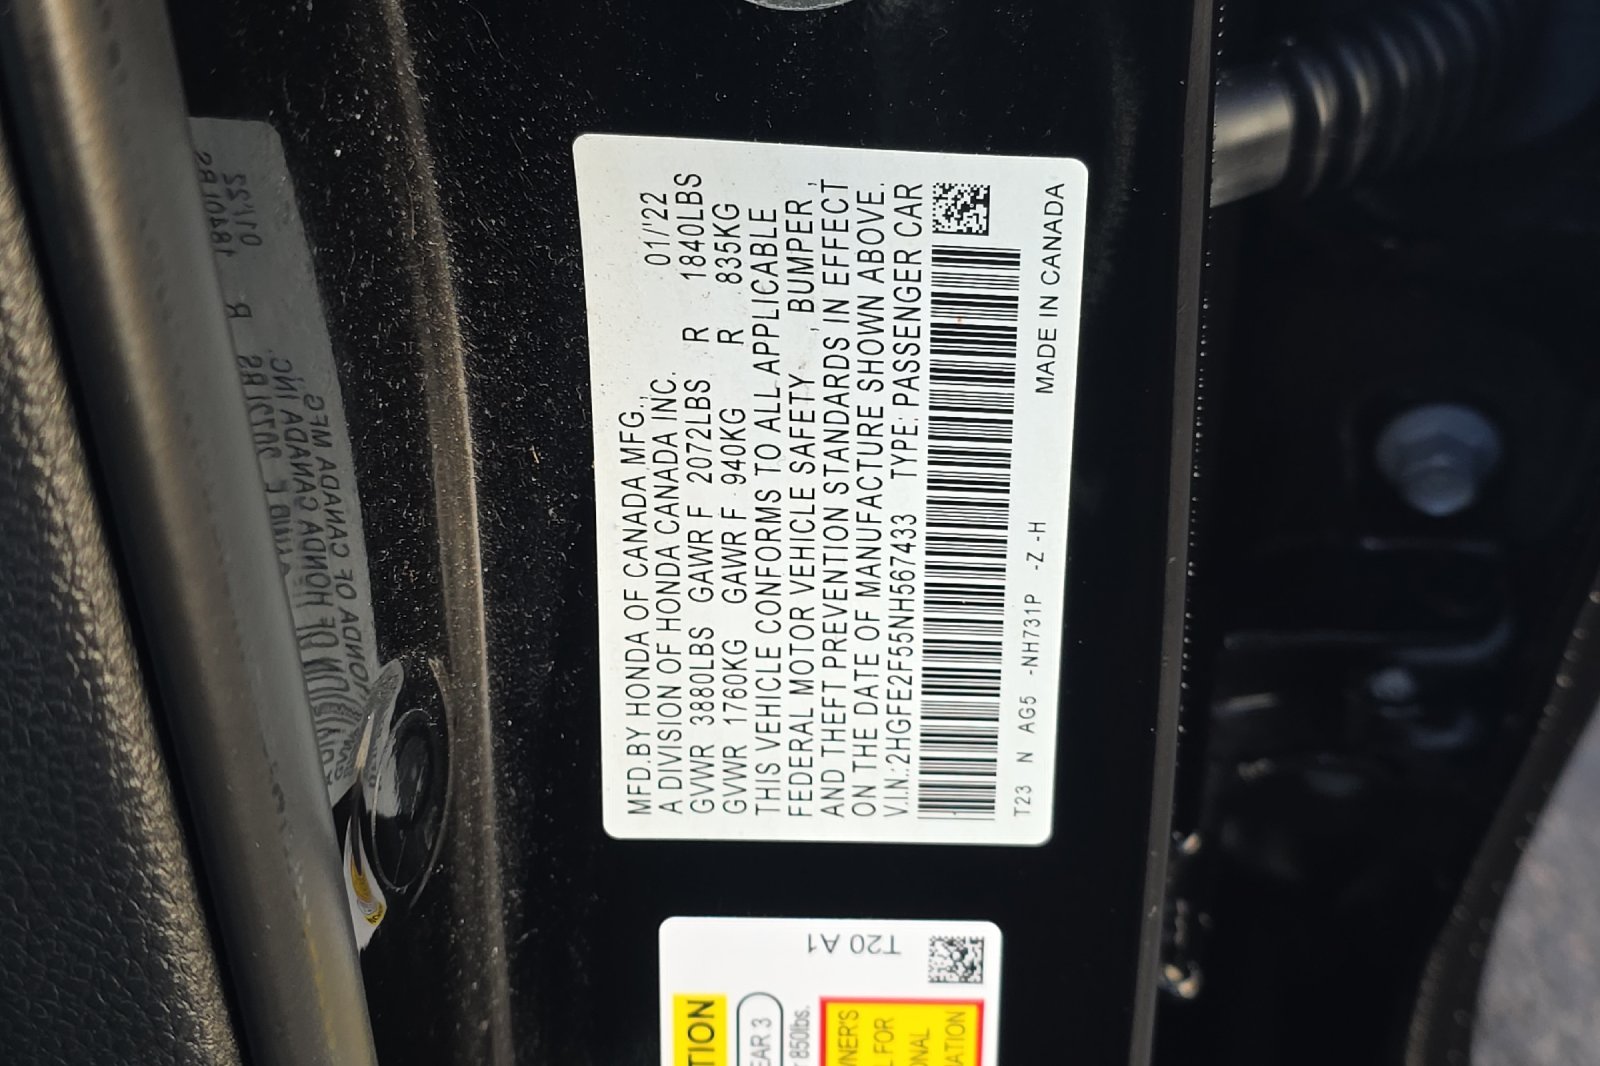 MFD.BY HONDA OF CANADA MFG., 01/'22
A DIVISION OF HONDA CANADA INC.
GVWR 3880LBS GAWR F 2072LBS R 1840LBS
GVWR 1760KG GAWR F 940KG R 835KG
THIS VEHICLE CONFORMS TO ALL APPLICABLE
FEDERAL MOTOR VEHICLE SAFETY , BUMPER,
AND THEFT PREVENTION STANDARDS IN EFFECT
ON THE DATE OF MANUFACTURE SHOWN ABOVE.
V.I.N.:2HGFE2F55NH567433 TYPE: PASSENGER CAR
T23 N AG5 -NH731P -Z -H MADE IN CANADA
T20 A1
EAR 3
850lbs.